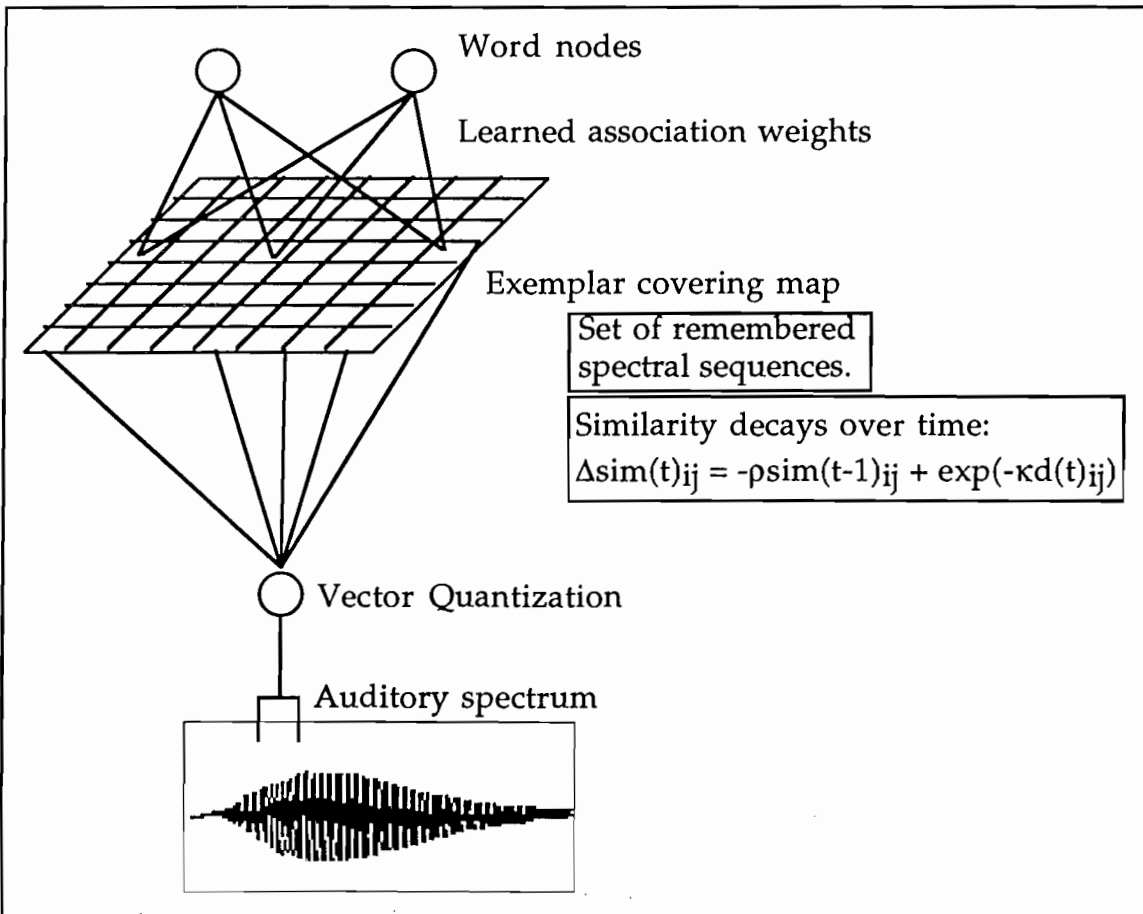 Word nodes
Learned association weights
Exemplar covering map
Set of remembered
spectral sequences.
Similarity decays over time:
Δsim(t)ij = -ρsim(t-1)ij + exp(-κd(t)ij)
Vector Quantization
Auditory spectrum